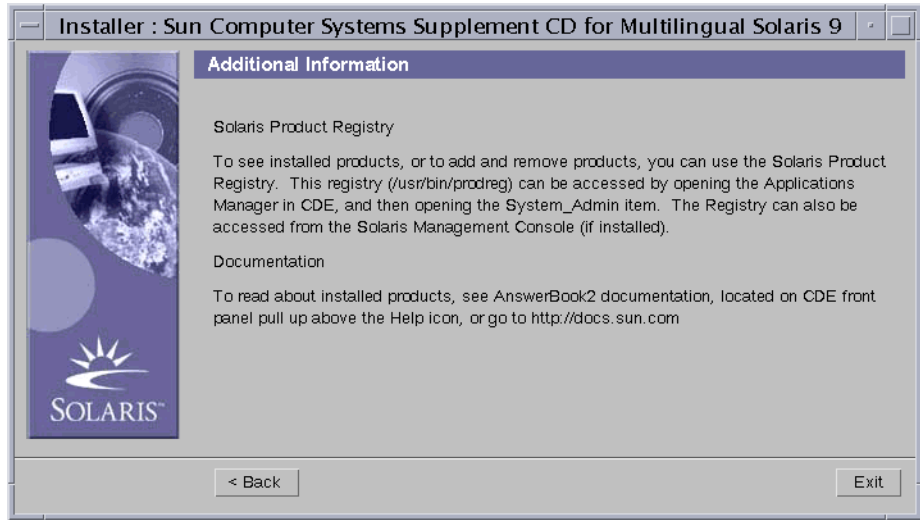 Installer : Sun Computer Systems Supplement CD for Multilingual Solaris 9
Additional Information
Solaris Product Registry
To see installed products, or to add and remove products, you can use the Solaris Product
Registry. This registry (/usr/bin/prodreg) can be accessed by opening the Applications
Manager in CDE, and then opening the System_Admin item. The Registry can also be
accessed from the Solaris Management Console (if installed).
Documentation
To read about installed products, see AnswerBook2 documentation, located on CDE front
panel pull up above the Help icon, or go to http://docs.sun.com
SOLARIS™
< Back
Exit